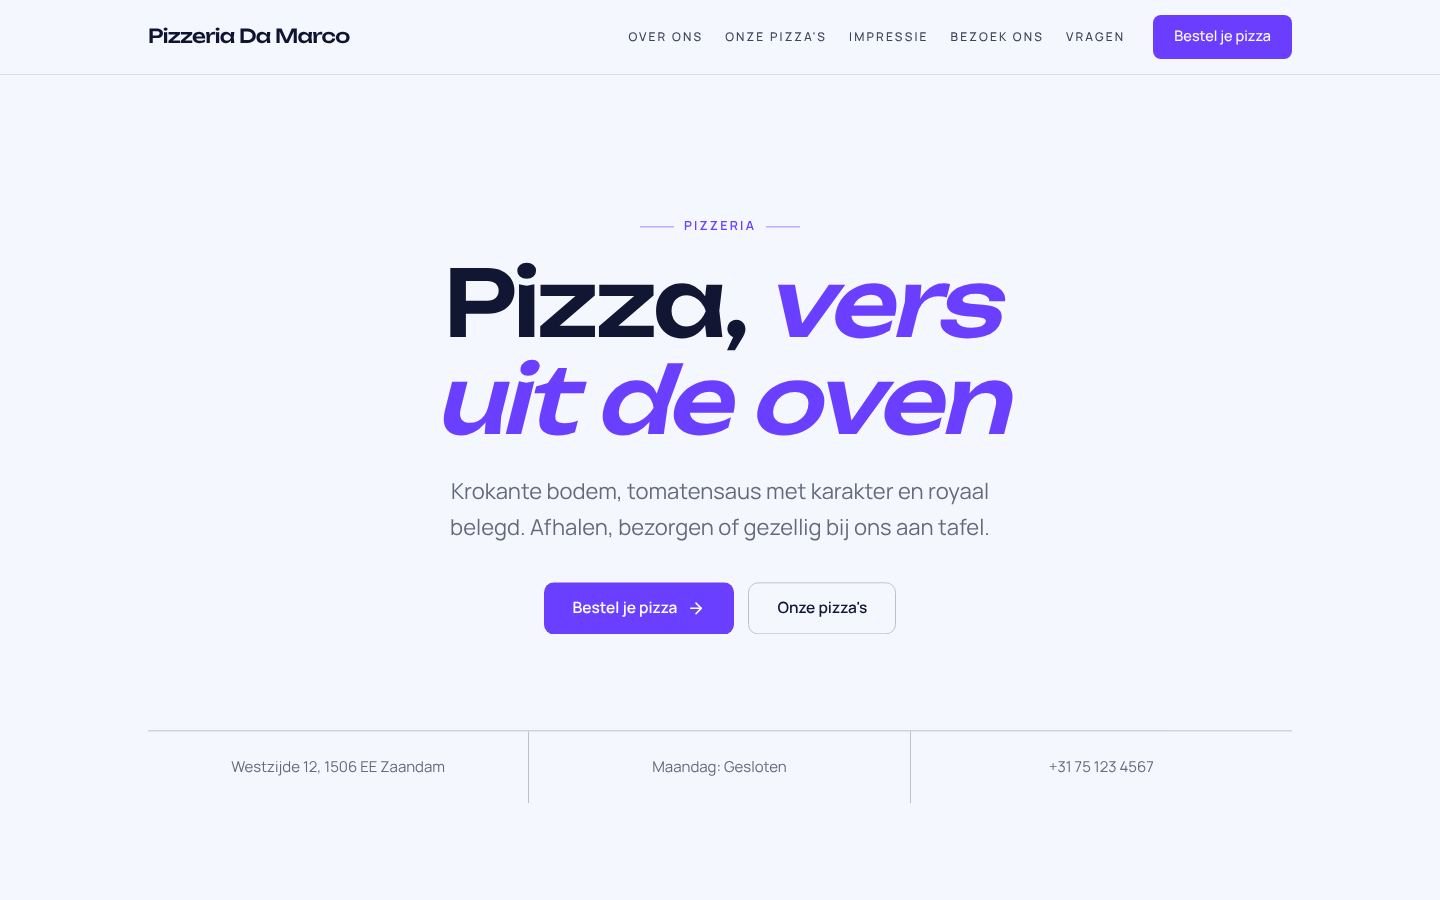 Pizzeria Da Marco
OVER ONS
ONZE PIZZA'S
IMPRESSIE
BEZOEK ONS
VRAGEN
Bestel je pizza
PIZZERIA
Pizza, vers
uit de oven
Krokante bodem, tomatensaus met karakter en royaal
belegd. Afhalen, bezorgen of gezellig bij ons aan tafel.
Bestel je pizza
Onze pizza's
Westzijde 12, 1506 EE Zaandam
Maandag: Gesloten
+31 75 123 4567